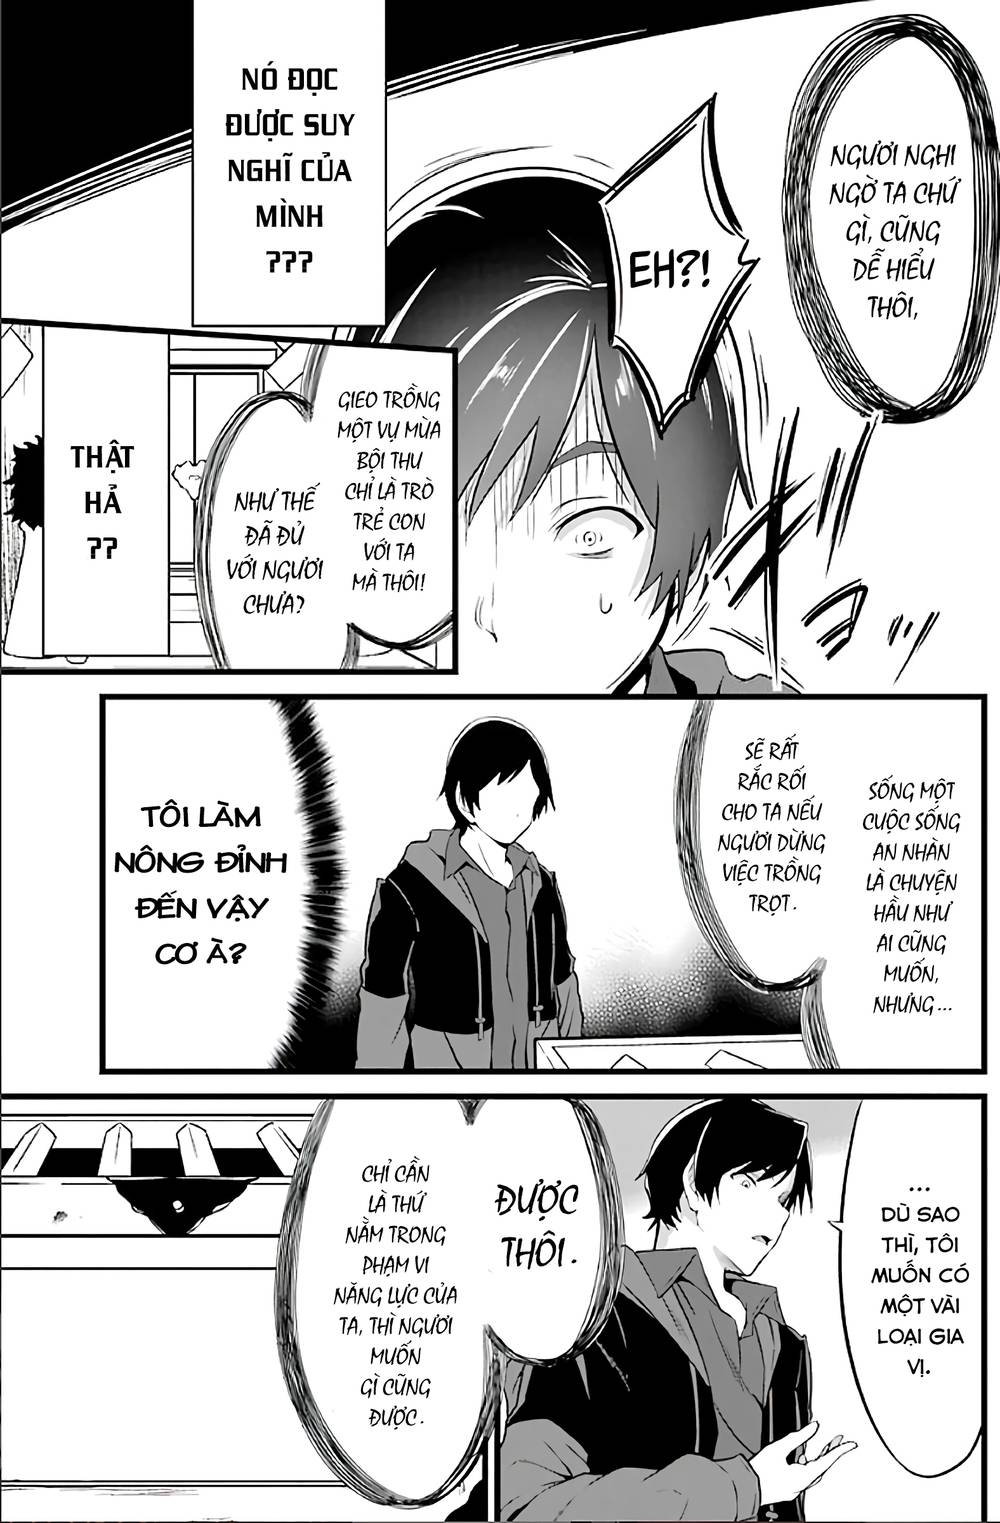 NGƯƠI NGHI
NGỜ TA CHỨ
GÌ, CŨNG
DỄ HIỂU
THÔI,
EH?!
NÓ ĐỌC
ĐƯỢC SUY
NGHĨ CỦA
MÌNH
???
GIEO TRỒNG
MỘT VỤ MÙA
BỘI THU
CHỈ LÀ TRÒ
TRẺ CON
VỚI TA
MÀ THÔI!
NHƯ THẾ
ĐÃ ĐỦ
VỚI NGƯƠI
CHƯA?
THẬT
HẢ
??
SỐNG MỘT
CUỘC SỐNG
AN NHÀN
LÀ CHUYỆN
HẦU NHƯ
AI CŨNG
MUỐN,
NHƯNG...
SẼ RẤT
RẮC RỐI
CHO TA NẾU
NGƯƠI DỪNG
VIỆC TRỒNG
TRỌT.
TÔI LÀM
NÔNG ĐỈNH
ĐẾN VẬY
CƠ À?
...
DÙ SAO
THÌ, TÔI
MUỐN CÓ
MỘT VÀI
LOẠI GIA
VỊ.
ĐƯỢC
THÔI.
CHỈ CẦN
LÀ THỨ
NẰM TRONG
PHẠM VI
NĂNG LỰC CỦA
TA, THÌ NGƯƠI
MUỐN
GÌ CŨNG
ĐƯỢC.